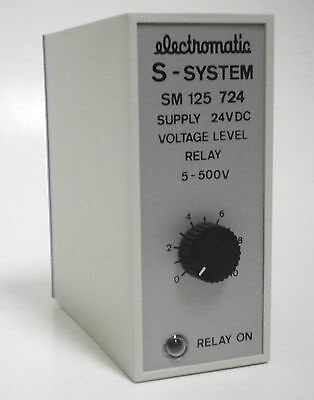 electromatic
S-SYSTEM
SM 125 724
SUPPLY 24VDC
VOLTAGE LEVEL
RELAY
5-500V
0 2 4 6 8 10
RELAY ON